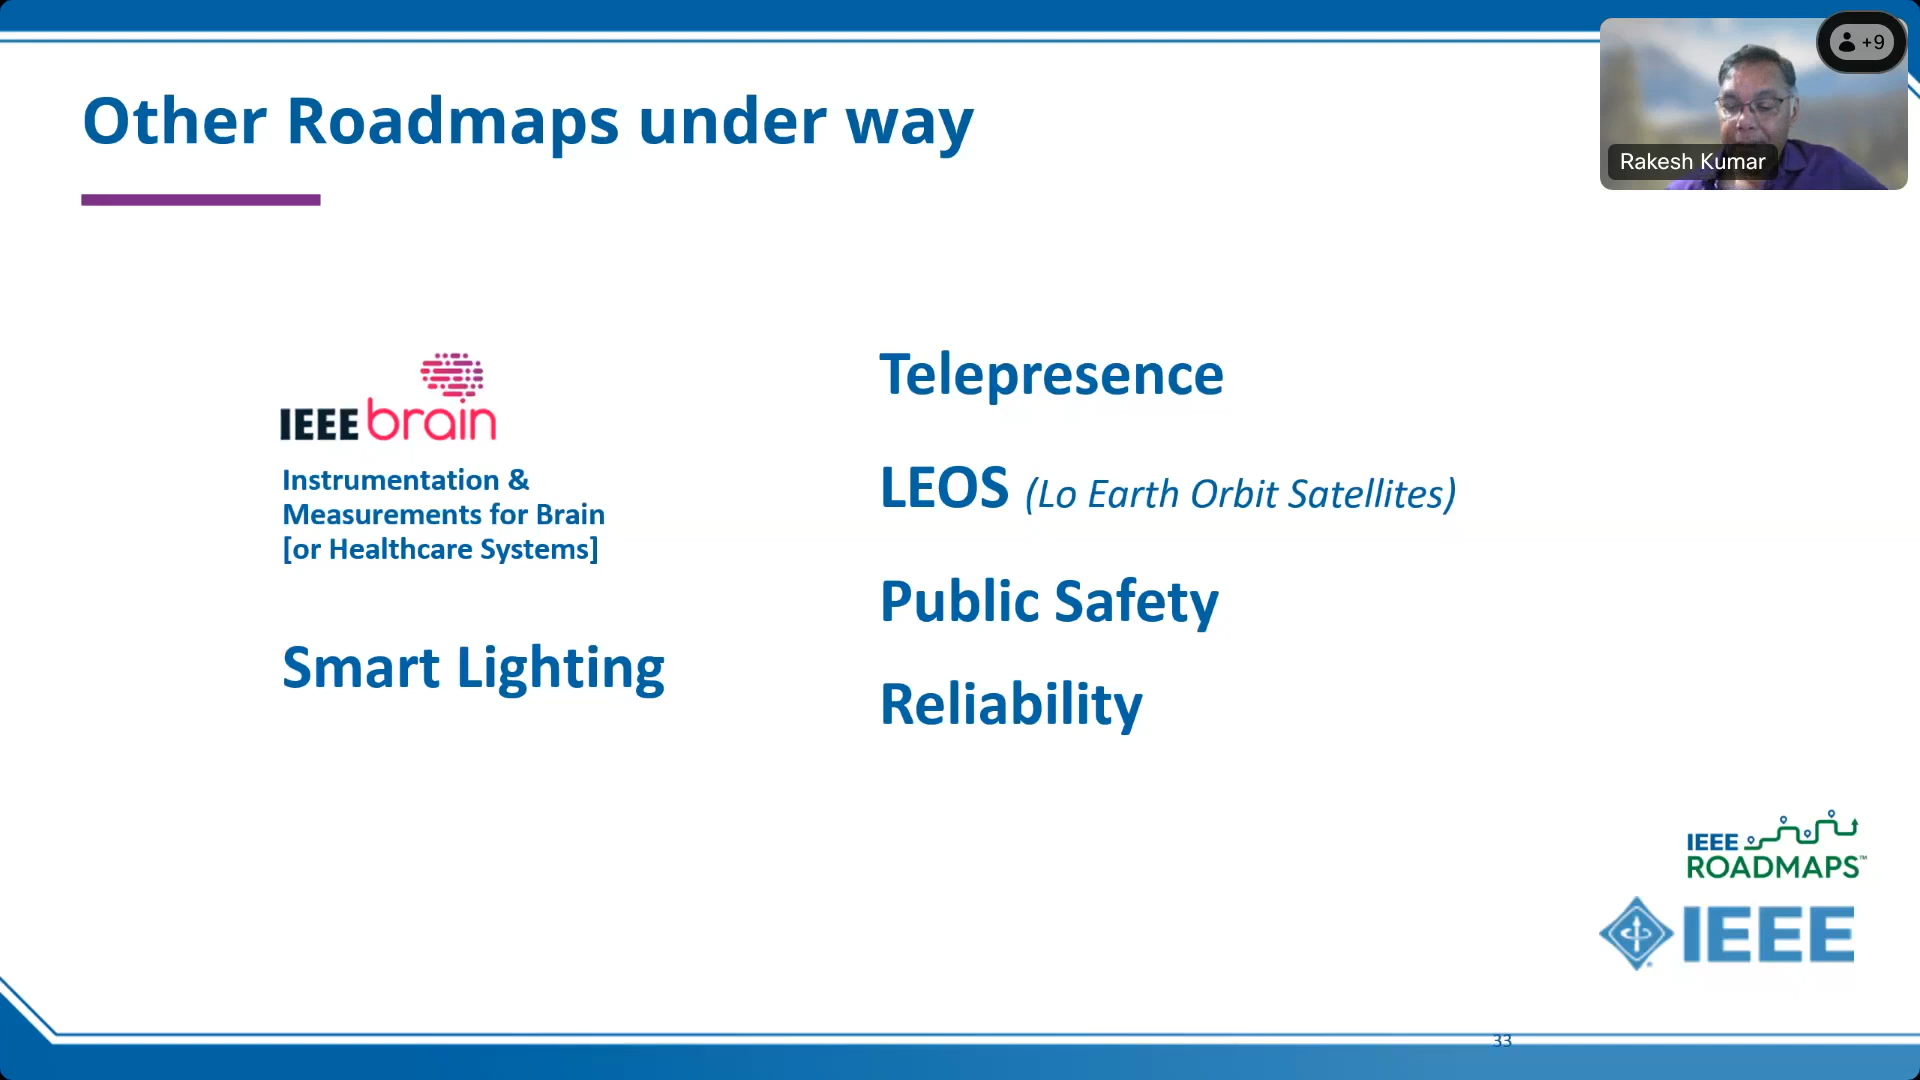 Other Roadmaps under way
+9
Rakesh Kumar
IEEE brain
Instrumentation &
Measurements for Brain
[or Healthcare Systems]
Smart Lighting
Telepresence
LEOS (Lo Earth Orbit Satellites)
Public Safety
Reliability
IEEE
ROADMAPS™
IEEE
33